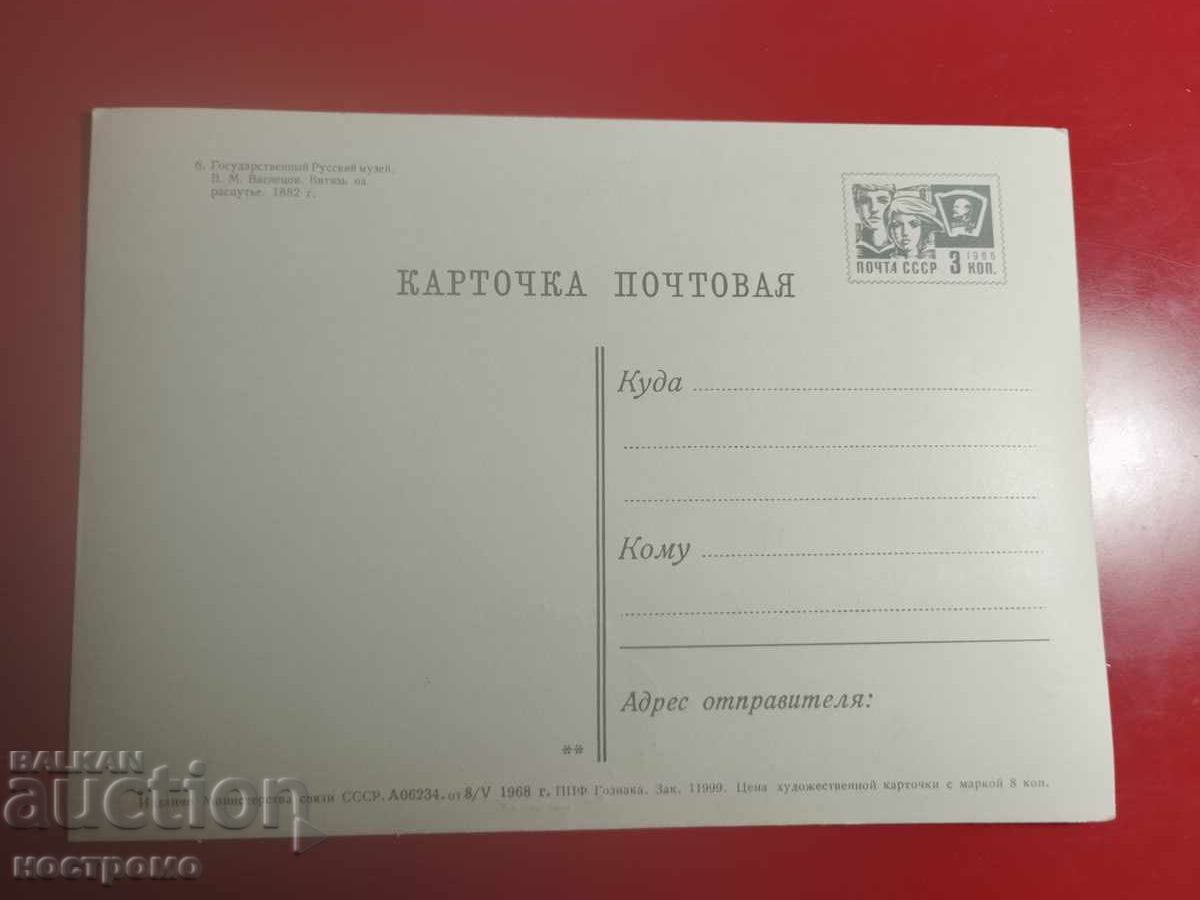 6. Государственный Русский музей.
В. М. Васнецов. Витязь на
распутье. 1882 г.
1966
ПОЧТА СССР 3 КОП.
КАРТОЧКА ПОЧТОВАЯ
Куда
Кому
Адрес отправителя:
**
Издание Министерства связи СССР. А06234. от 8/V 1968 г. ППФ Гознака. Зак. 11999. Цена художественной карточки с маркой 8 коп.
BALKAN
auction
ностромо